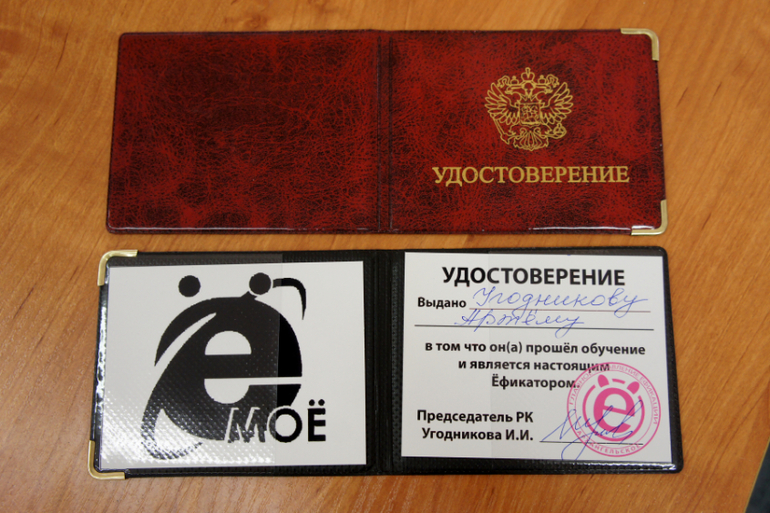 УДОСТОВЕРЕНИЕ
ё
МОЁ
УДОСТОВЕРЕНИЕ
Выдано Угодникову
Артёму
в том что он(а) прошёл обучение
и является настоящим
Ёфикатором.
Председатель РК
Угодникова И.И.
ё